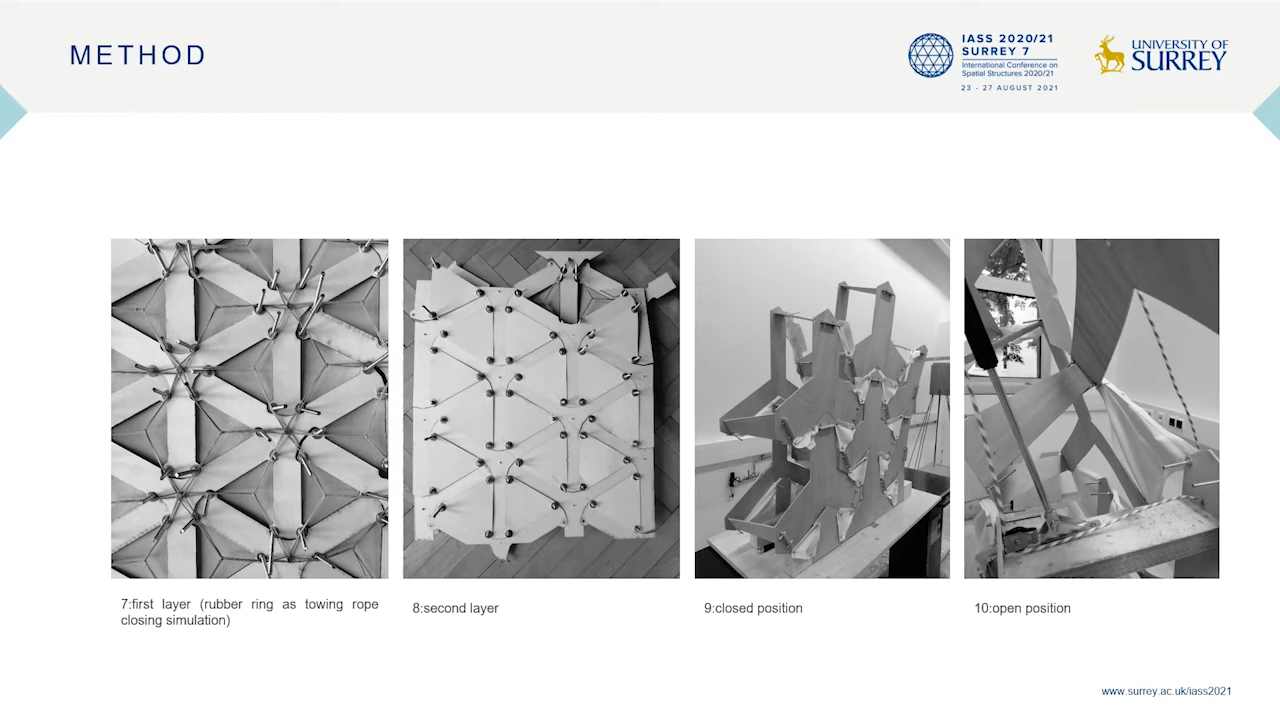 METHOD
IASS 2020/21
SURREY 7
International Conference on
Spatial Structures 2020/21
23 - 27 AUGUST 2021
UNIVERSITY OF
SURREY
7:first layer (rubber ring as towing rope
closing simulation)
8:second layer
9:closed position
10:open position
www.surrey.ac.uk/iass2021